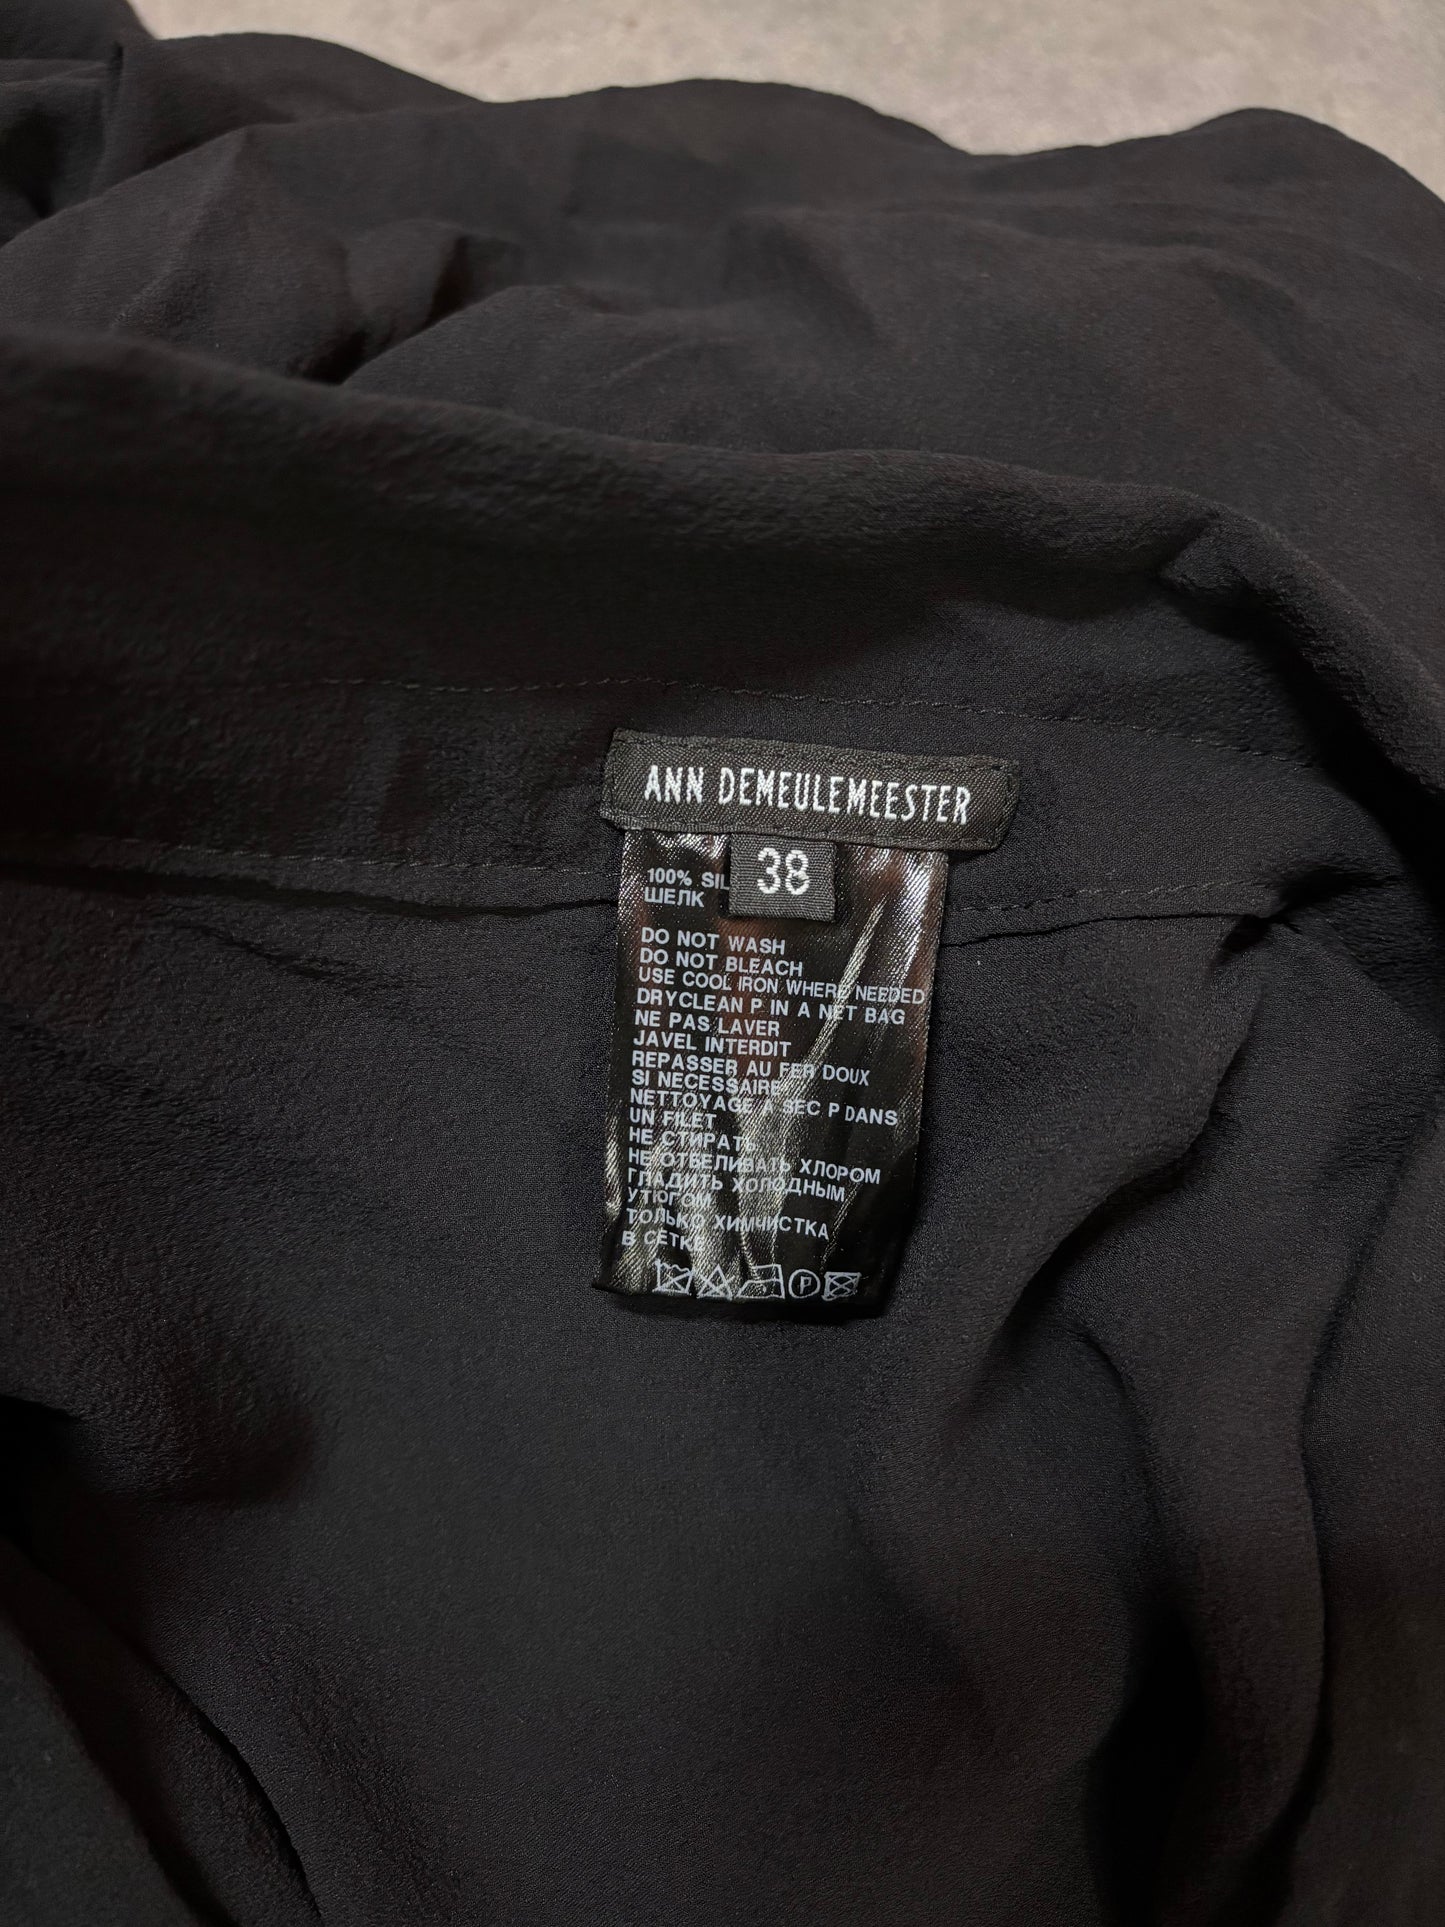 ANN DEMEULEMEESTER
38
100% SIL
ШЕЛК
DO NOT WASH
DO NOT BLEACH
USE COOL IRON WHERE NEEDED
DRYCLEAN P IN A NET BAG
NE PAS LAVER
JAVEL INTERDIT
REPASSER AU FER DOUX
SI NECESSAIRE
NETTOYAGE A SEC P DANS
UN FILET
НЕ СТИРАТЬ
НЕ ОТБЕЛИВАТЬ ХЛОРОМ
ГЛАДИТЬ ХОЛОДНЫМ
УТЮГОМ
ТОЛЬКО ХИМЧИСТКА
В СЕТКЕ
P